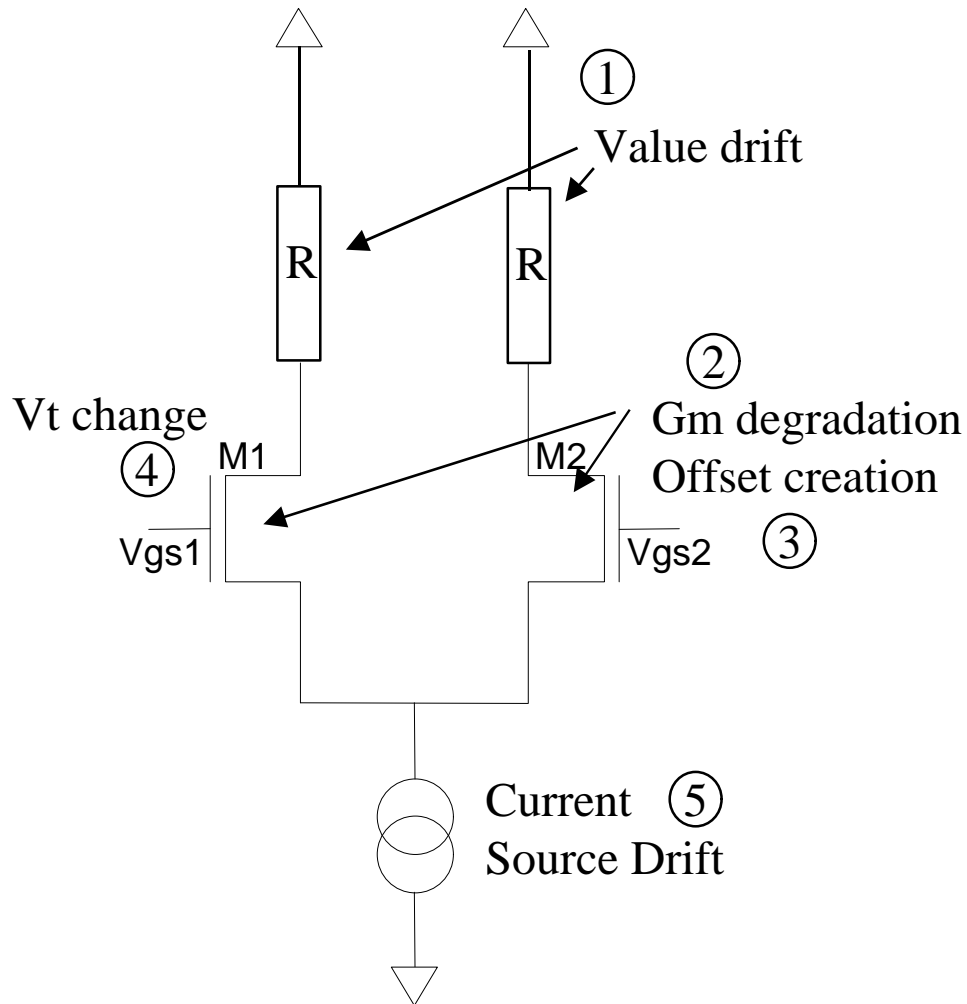 1
Value drift
R
R
2
Vt change
Gm degradation
4
M1
M2
Offset creation
Vgs1
Vgs2
3
Current 5
Source Drift